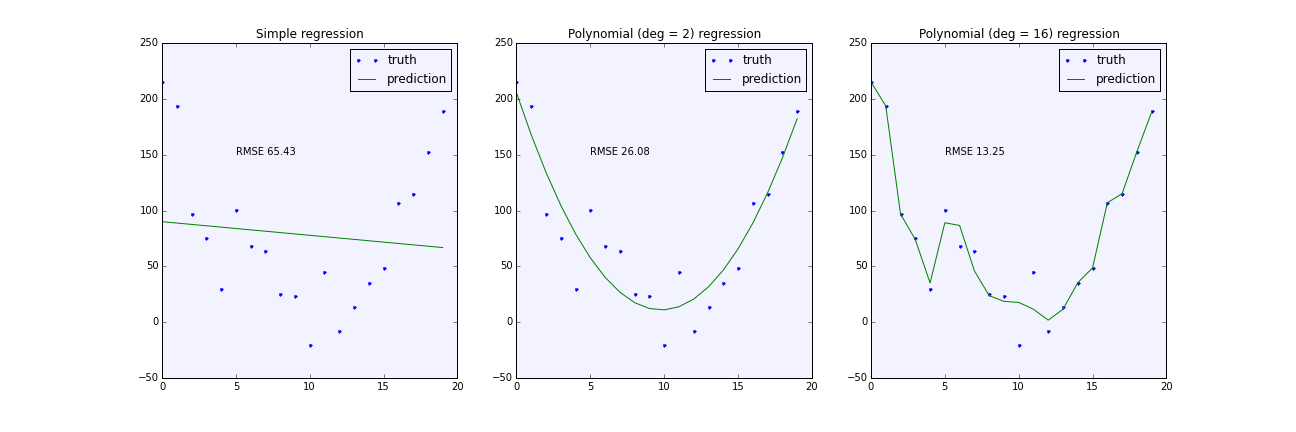 Simple regression
250
200
150
100
50
0
−50
0 5 10 15 20
truth
prediction
RMSE 65.43
Polynomial (deg = 2) regression
250
200
150
100
50
0
−50
0 5 10 15 20
truth
prediction
RMSE 26.08
Polynomial (deg = 16) regression
250
200
150
100
50
0
−50
0 5 10 15 20
truth
prediction
RMSE 13.25